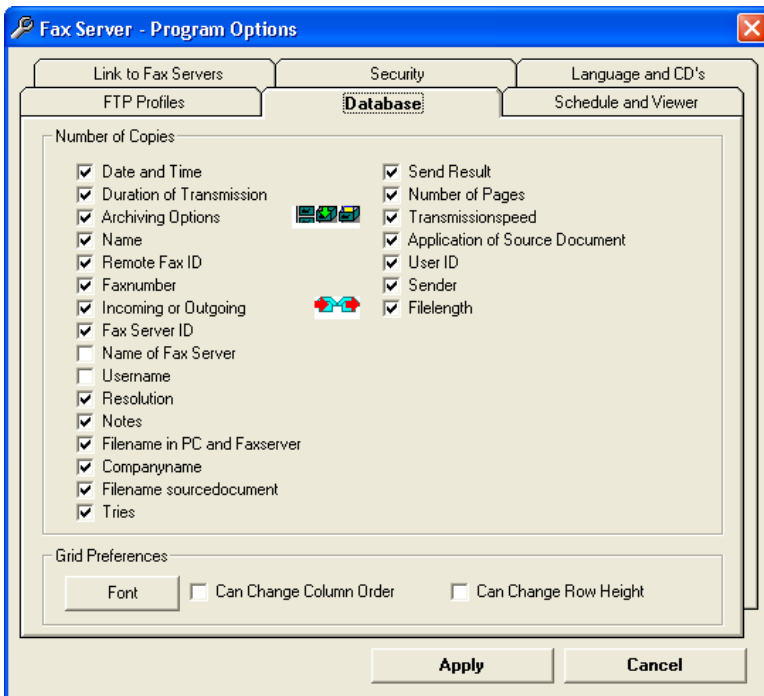 Fax Server - Program Options
Link to Fax Servers
Security
Language and CD's
FTP Profiles
Database
Schedule and Viewer
Number of Copies
Date and Time
Duration of Transmission
Archiving Options
Name
Remote Fax ID
Faxnumber
Incoming or Outgoing
Fax Server ID
Name of Fax Server
Username
Resolution
Notes
Filename in PC and Faxserver
Companyname
Filename sourcedocument
Tries
Send Result
Number of Pages
Transmissionspeed
Application of Source Document
User ID
Sender
Filelength
Grid Preferences
Font
Can Change Column Order
Can Change Row Height
Apply
Cancel